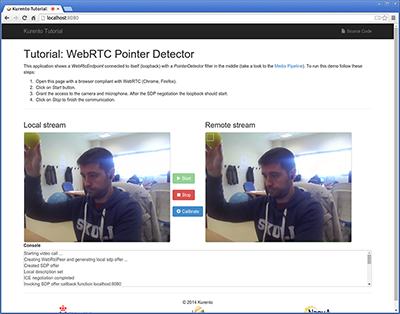 Kurento Tutorial
localhost:8080
Kurento Tutorial
Source Code
Tutorial: WebRTC Pointer Detector
This application shows a WebRtcEndpoint connected to itself (loopback) with a PointerDetector filter in the middle (take a look to the Media Pipeline). To run this demo follow these
steps:
1. Open this page with a browser compliant with WebRTC (Chrome, Firefox).
2. Click on Start button.
3. Grant the access to the camera and microphone. After the SDP negotiation the loopback should start.
4. Click on Stop to finish the communication.
Local stream
Remote stream
Start
Stop
Calibrate
Console
Starting video call ...
Creating WebRtcPeer and generating local sdp offer ...
Created SDP offer
Local description set
ICE negotiation completed
Invoking SDP offer callback function localhost:8080
© 2014 Kurento